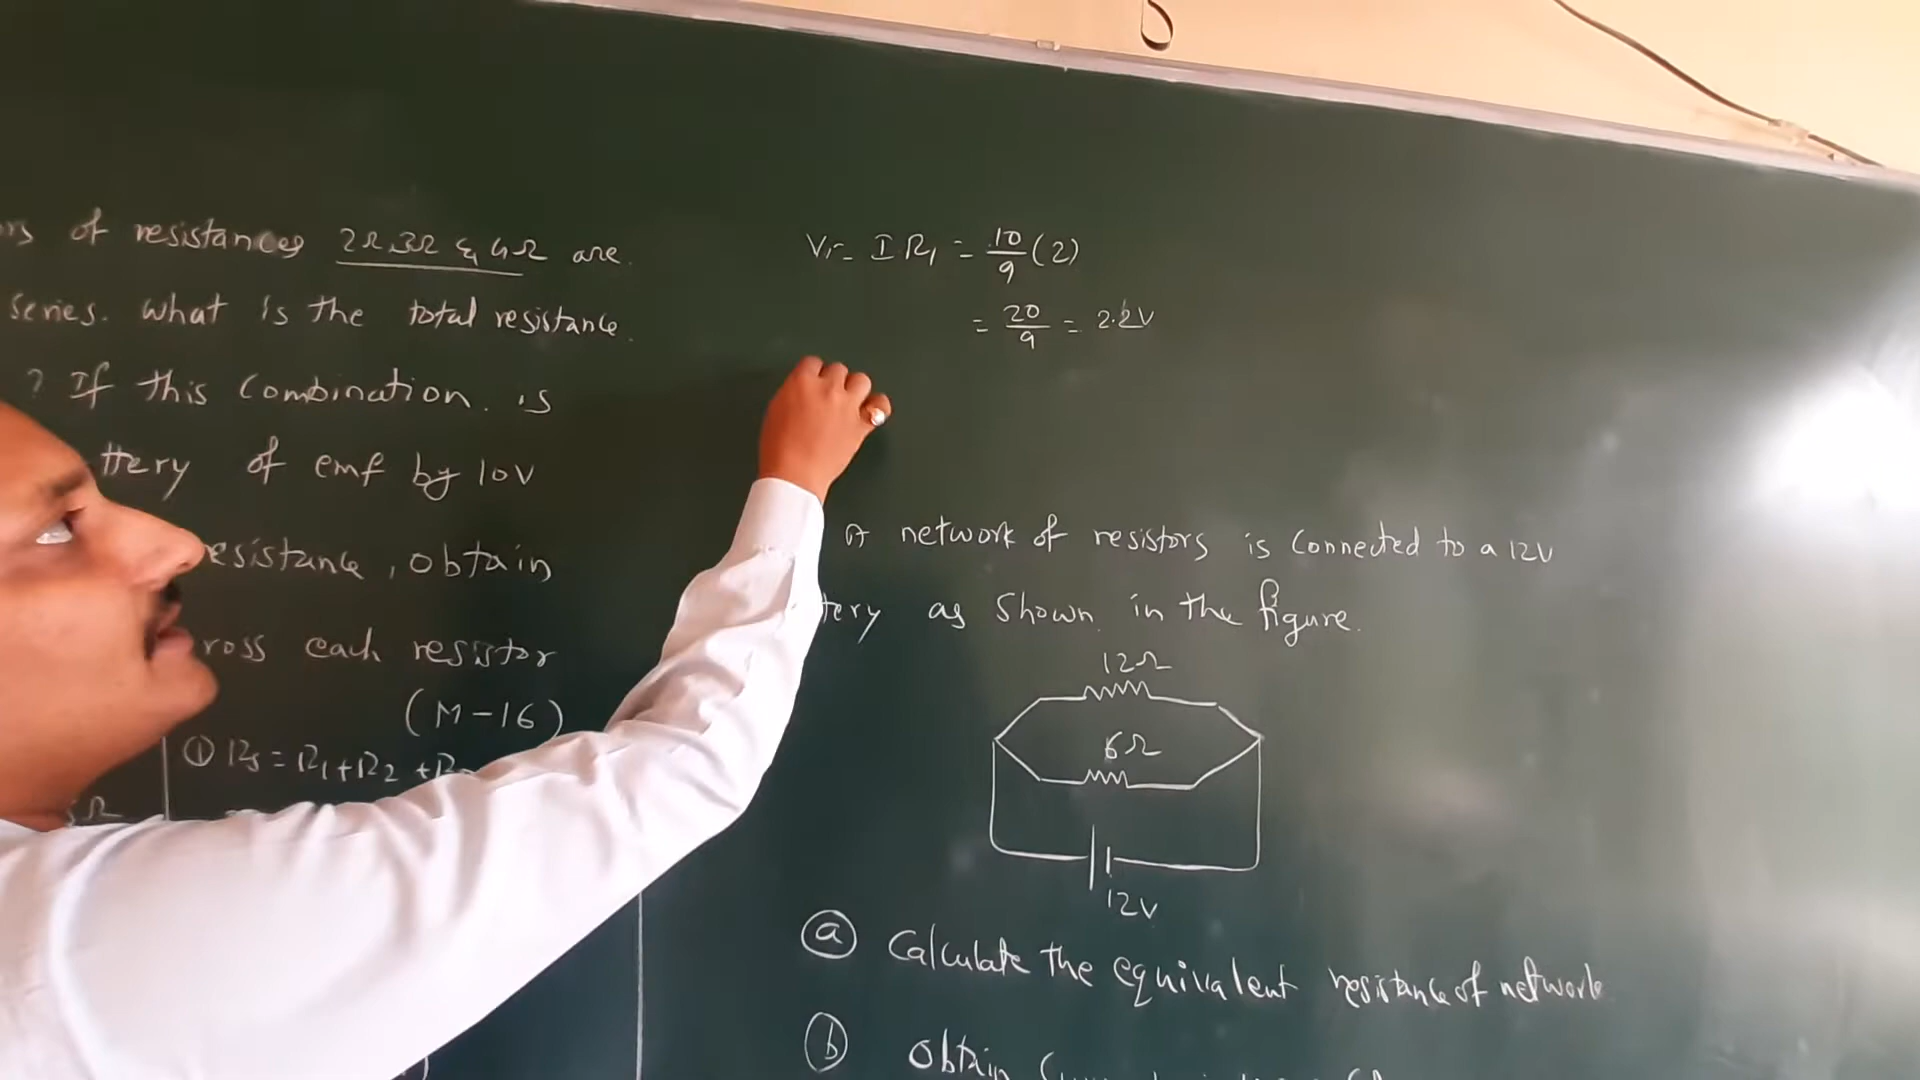 of resistances 2Ω, 3Ω & 4Ω are
series. what is the total resistance.
? If this Combination is
ttery of emf by 10V
resistance, obtain
ross each resistor
(M-16)
① Rs = R1 + R2 +
Ω
V1 = I R1 = 10/9 (2)
= 20/9 = 2.2V
A network of resistors is Connected to a 12V
tery as Shown in the figure.
12Ω
6Ω
12V
ⓐ Calculate the equivalent resistance of network
ⓑ Obtain